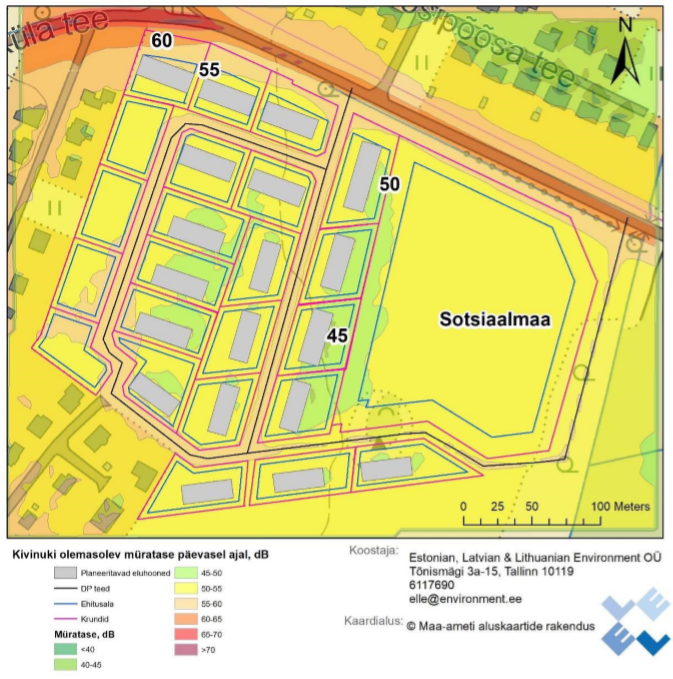 üla tee
sipõõsa tee
N
60
55
50
45
Sotsiaalmaa
0 25 50 100 Meters
Kivinuki olemasolev müratase päevasel ajal, dB
Planeeritavad eluhooned
DP teed
Ehitusala
Krundid
Müratase, dB
<40
40-45
45-50
50-55
55-60
60-65
65-70
>70
Koostaja:
Estonian, Latvian & Lithuanian Environment OÜ
Tõnismägi 3a-15, Tallinn 10119
6117690
elle@environment.ee
Kaardialus: © Maa-ameti aluskaartide rakendus